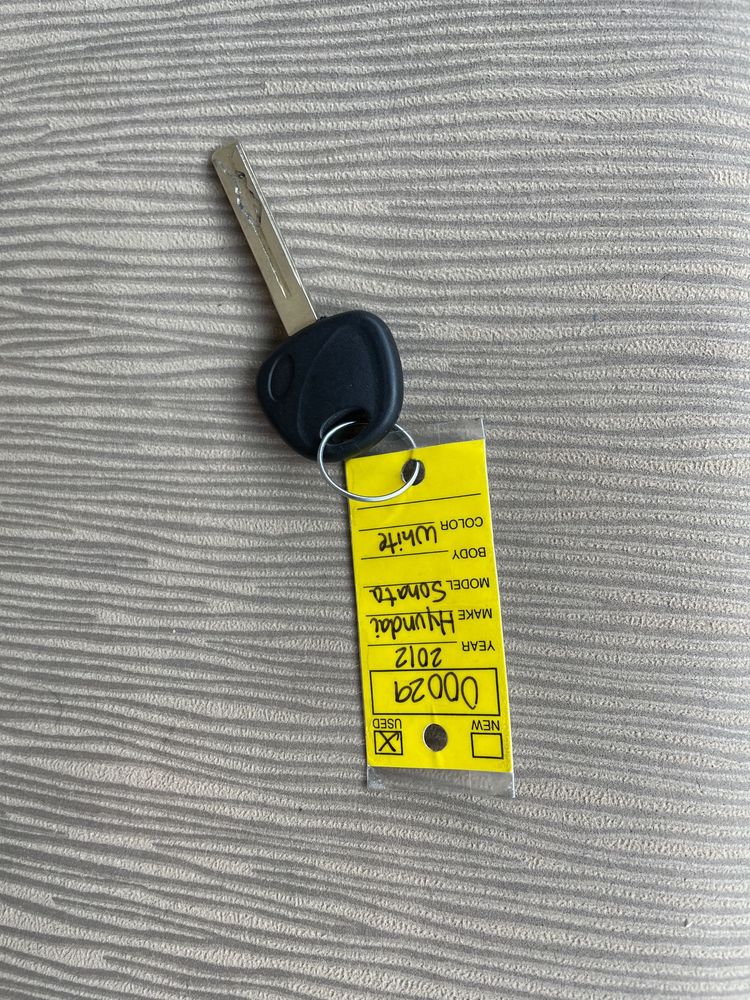 NEW USED
00029
YEAR 2012
MAKE Hyundai
MODEL Sonata
BODY
COLOR White